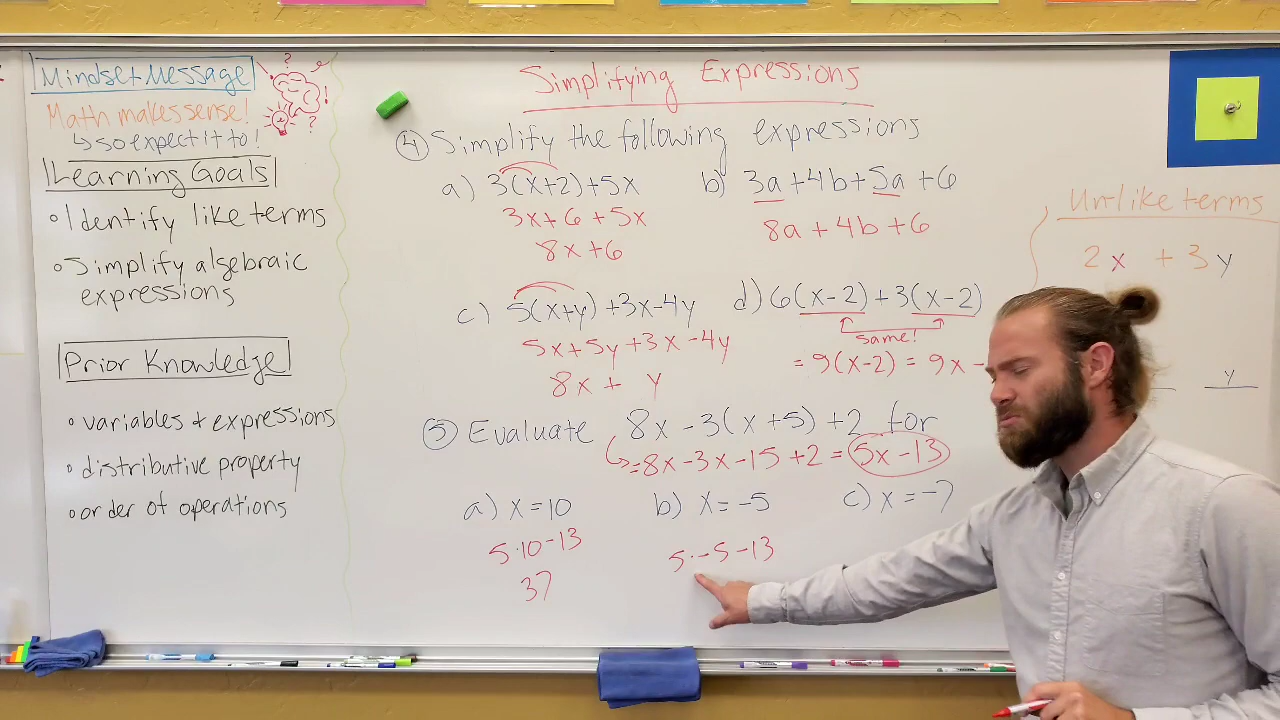 Mindset Message
Math makes sense!
↳ so expect it to!
Learning Goals
• Identify like terms
• Simplify algebraic
expressions
Prior Knowledge
• variables & expressions
• distributive property
• order of operations
Simplifying Expressions
④ Simplify the following expressions
a) 3(x+2)+5x
3x+6+5x
8x+6
b) 3a+4b+5a+6
8a+4b+6
c) 5(x+y)+3x-4y
5x+5y+3x-4y
8x + y
d) 6(x-2)+3(x-2)
same!
=9(x-2) = 9x -
⑤ Evaluate 8x-3(x+5)+2 for
=8x-3x-15+2= 5x-13
a) x=10
5·10-13
37
b) x=-5
5·-5-13
c) x=-7
Unlike terms
2x + 3y
y